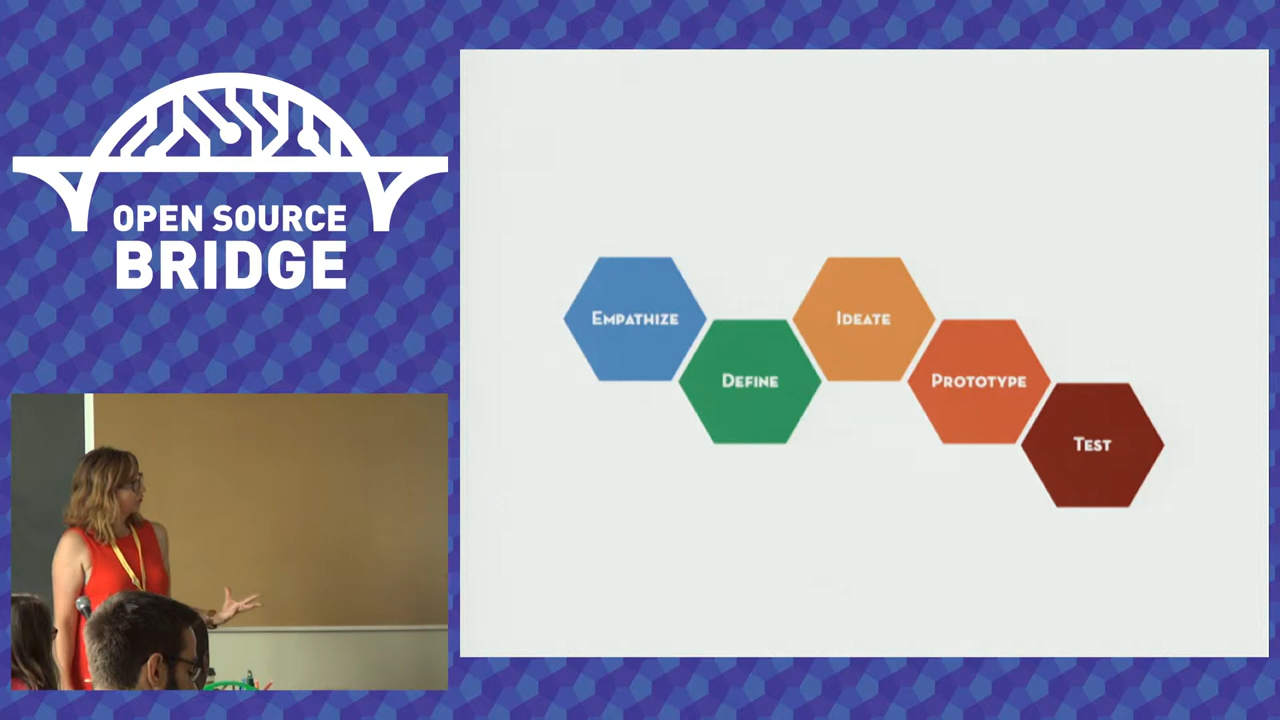 OPEN SOURCE
BRIDGE
EMPATHIZE
DEFINE
IDEATE
PROTOTYPE
TEST